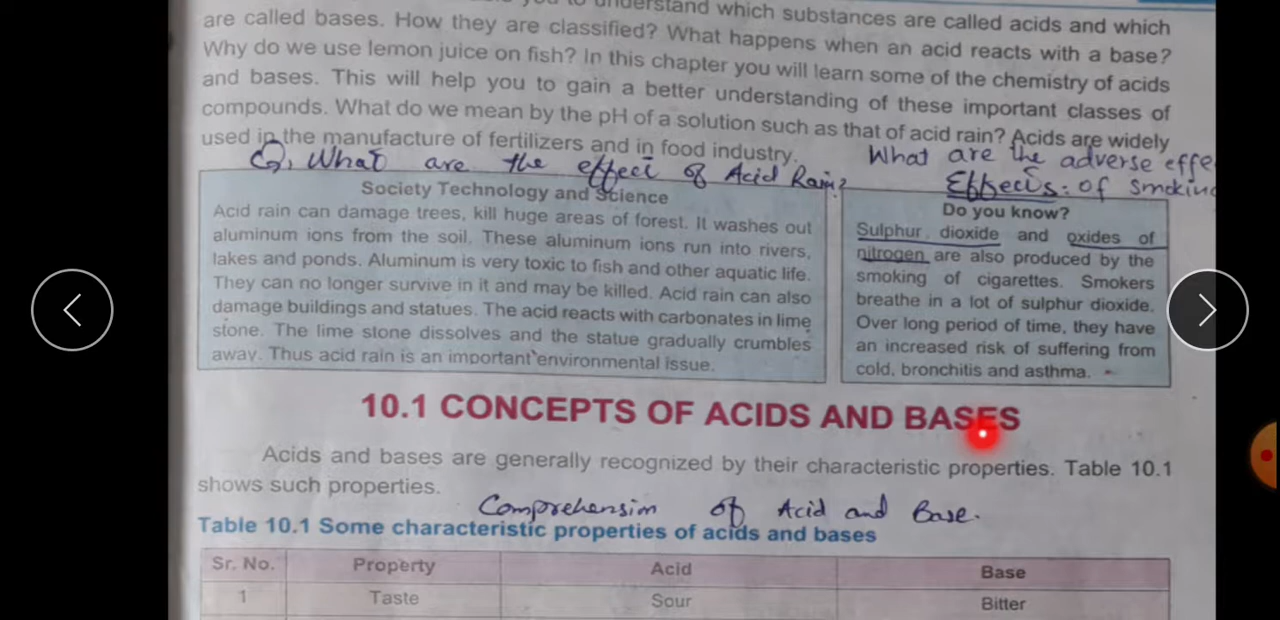 understand which substances are called acids and which
are called bases. How they are classified? What happens when an acid reacts with a base?
Why do we use lemon juice on fish? In this chapter you will learn some of the chemistry of acids
and bases. This will help you to gain a better understanding of these important classes of
compounds. What do we mean by the pH of a solution such as that of acid rain? Acids are widely
used in the manufacture of fertilizers and in food industry.
Q, What are the effect of Acid Rain?
What are the adverse effe
Effects: of smokin
Society Technology and Science
Acid rain can damage trees, kill huge areas of forest. It washes out
aluminum ions from the soil. These aluminum ions run into rivers,
lakes and ponds. Aluminum is very toxic to fish and other aquatic life.
They can no longer survive in it and may be killed. Acid rain can also
damage buildings and statues. The acid reacts with carbonates in lime
stone. The lime stone dissolves and the statue gradually crumbles
away. Thus acid rain is an important environmental issue.
Do you know?
Sulphur dioxide and oxides of
nitrogen are also produced by the
smoking of cigarettes. Smokers
breathe in a lot of sulphur dioxide.
Over long period of time, they have
an increased risk of suffering from
cold, bronchitis and asthma.
10.1 CONCEPTS OF ACIDS AND BASES
Acids and bases are generally recognized by their characteristic properties. Table 10.1
shows such properties.
Comprehension of Acid and Base.
Table 10.1 Some characteristic properties of acids and bases
Sr. No. Property Acid Base
1 Taste Sour Bitter